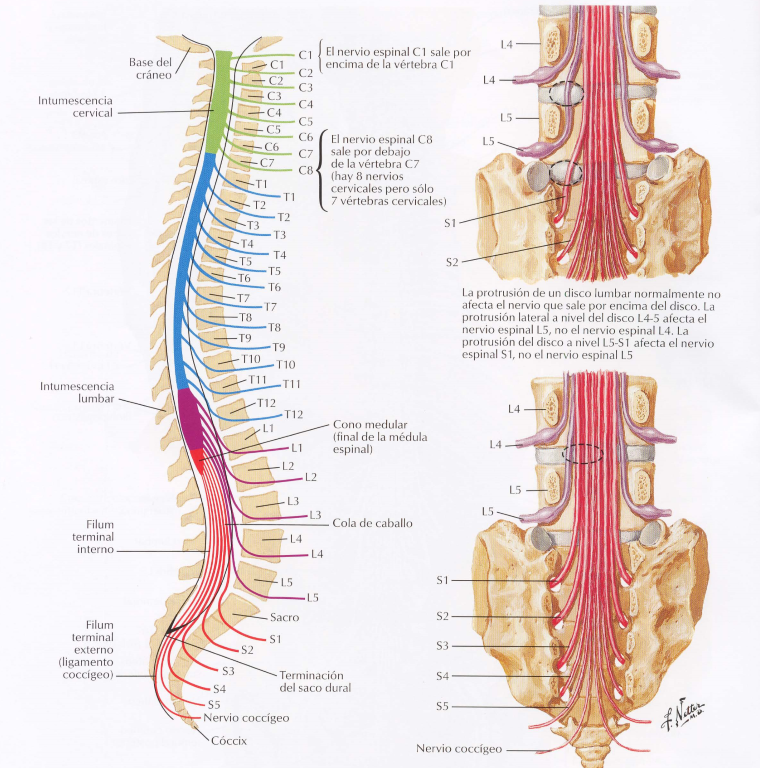 Base del
cráneo
Intumescencia
cervical
C1
C1
C2
C2
C3
C3
C4
C4
C5
C5
C6
C6
C7
C7
C8
El nervio espinal C1 sale por
encima de la vértebra C1
El nervio espinal C8
sale por debajo
de la vértebra C7
(hay 8 nervios
cervicales pero sólo
7 vértebras cervicales)
T1
T1
T2
T2
T3
T3
T4
T4
T5
T5
T6
T6
T7
T7
T8
T8
T9
T9
T10
T10
T11
T11
T12
T12
Intumescencia
lumbar
L1
Cono medular
(final de la médula
espinal)
L1
L2
L2
L3
L3
Cola de caballo
L4
L4
L5
L5
Filum
terminal
interno
Sacro
S1
S2
Filum
terminal
externo
(ligamento
coccígeo)
S3
Terminación
del saco dural
S4
S5
Nervio coccígeo
Cóccix
L4
L4
L5
L5
S1
S2
La protrusión de un disco lumbar normalmente no
afecta el nervio que sale por encima del disco. La
protrusión lateral a nivel del disco L4-5 afecta el
nervio espinal L5, no el nervio espinal L4. La
protrusión del disco a nivel L5-S1 afecta el nervio
espinal S1, no el nervio espinal L5
L4
L4
L5
L5
S1
S2
S3
S4
S5
Nervio coccígeo
F. Netter
M.D.